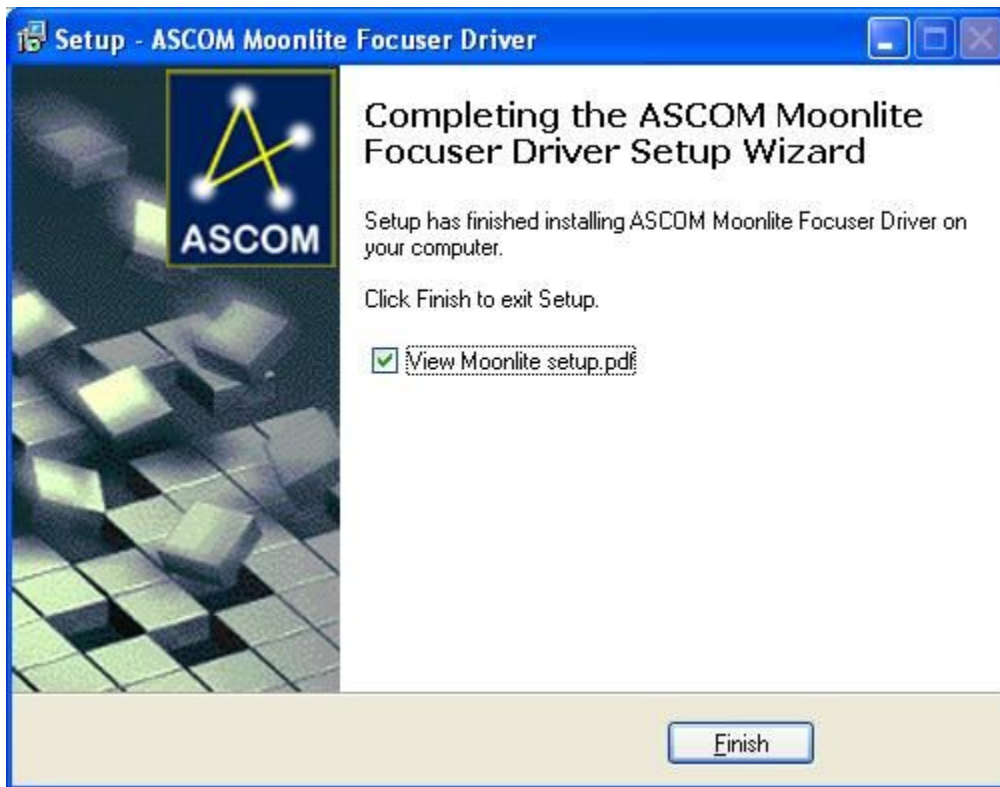 Setup - ASCOM Moonlite Focuser Driver
ASCOM
Completing the ASCOM Moonlite
Focuser Driver Setup Wizard
Setup has finished installing ASCOM Moonlite Focuser Driver on
your computer.
Click Finish to exit Setup.
View Moonlite setup.pdf
Finish